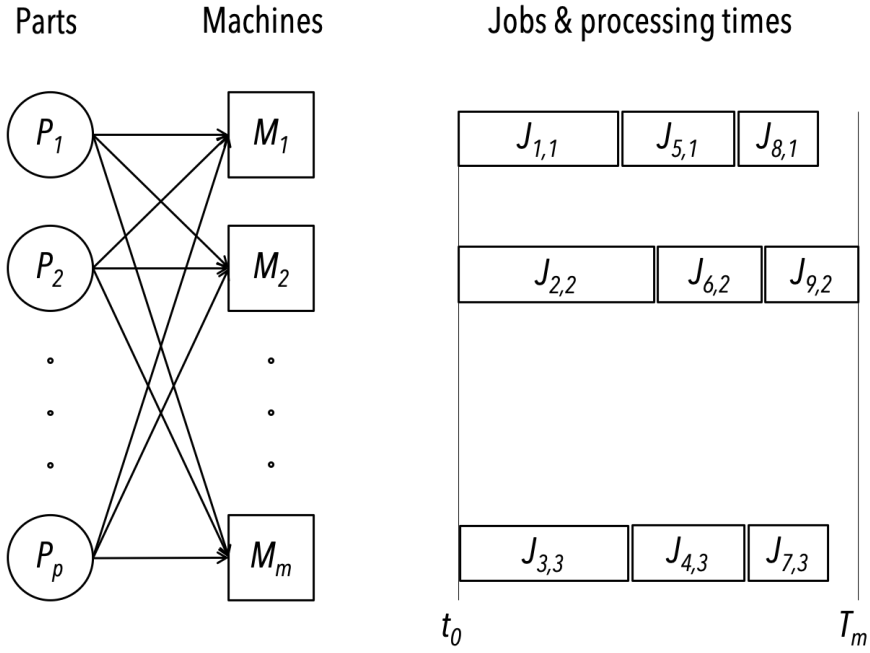 Parts Machines Jobs & processing times
P1 M1 J1,1 J5,1 J8,1
P2 M2 J2,2 J6,2 J9,2
Pp Mm J3,3 J4,3 J7,3
t0 Tm